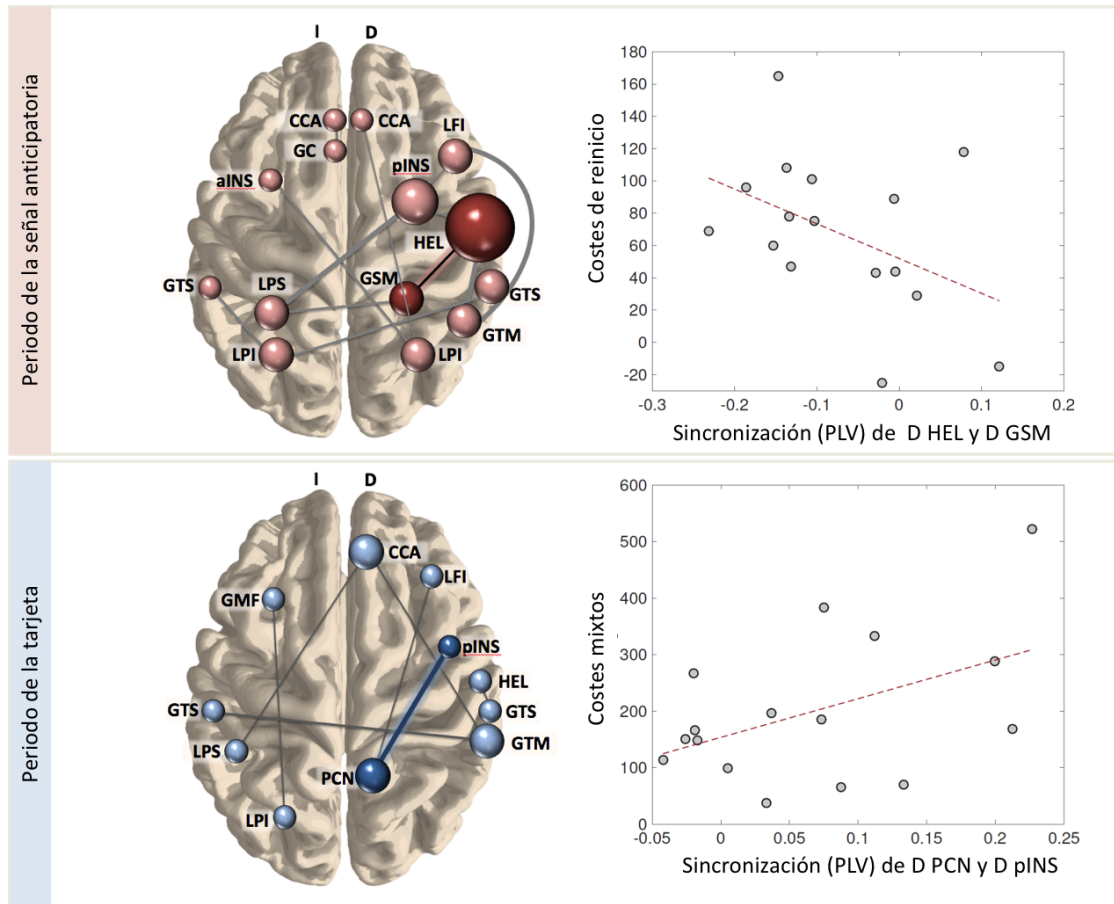 Periodo de la señal anticipatoria
I D
CCA
CCA
LFI
GC
pINS
aINS
HEL
GSM
GTS
LPS
GTS
GTM
LPI
LPI
Costes de reinicio
180
160
140
120
100
80
60
40
20
0
-20
-0.3 -0.2 -0.1 0 0.1 0.2
Sincronización (PLV) de D HEL y D GSM
Periodo de la tarjeta
I D
CCA
LFI
GMF
pINS
HEL
GTS
GTS
GTM
LPS
PCN
LPI
Costes mixtos
600
500
400
300
200
100
0
-0.05 0 0.05 0.1 0.15 0.2 0.25
Sincronización (PLV) de D PCN y D pINS